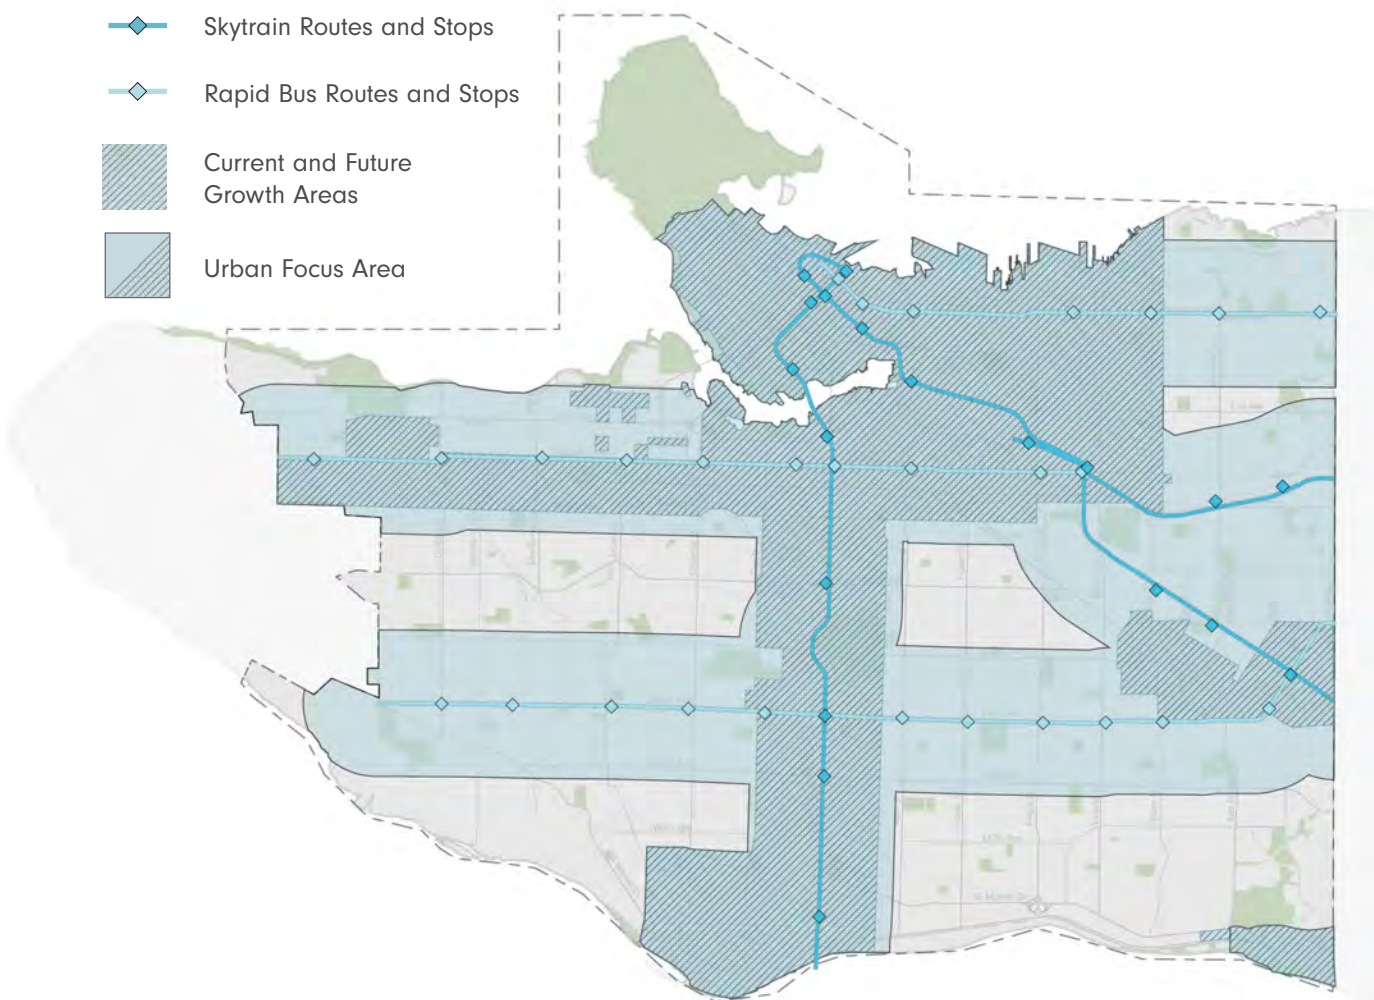 Skytrain Routes and Stops
Rapid Bus Routes and Stops
Current and Future
Growth Areas
Urban Focus Area